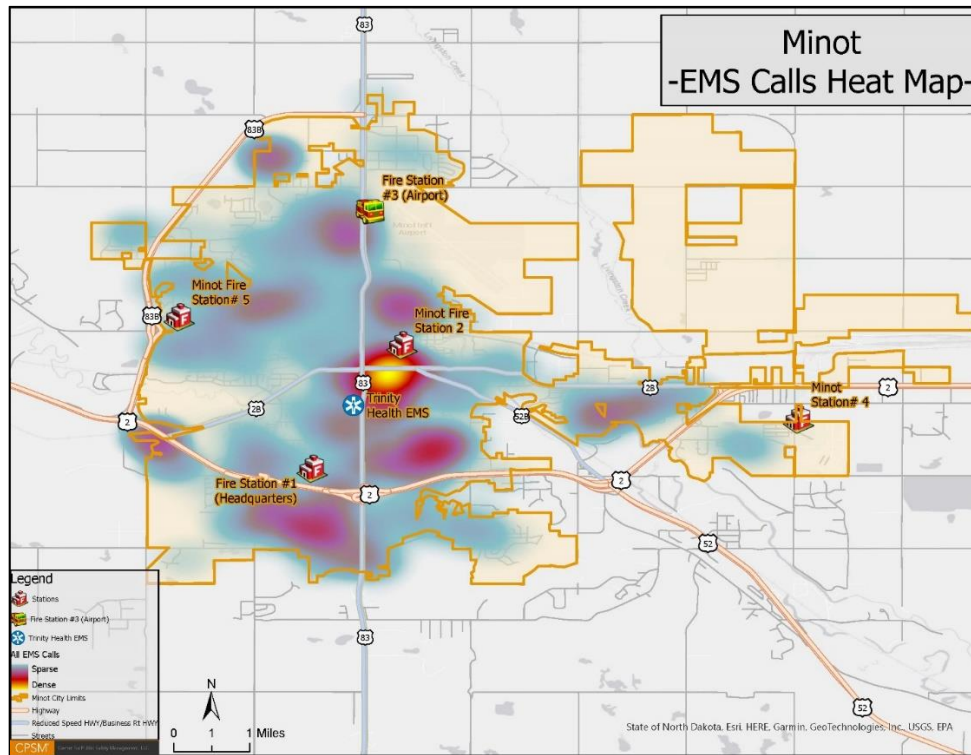 Minot
-EMS Calls Heat Map-
83
83B
Fire Station
#3 (Airport)
Minot Fire
Station# 5
83B
Minot Fire
Station 2
83
Trinity
Health EMS
2B
2B
52B
2
Minot
Station# 4
2
Fire Station #1
(Headquarters)
2
2
52
83
52
Legend
Stations
Fire Station #3 (Airport)
Trinity Health EMS
All EMS Calls
Sparse
Dense
Minot City Limits
Highway
Reduced Speed HWY/Business Rt HWY
Streets
CPSM
N
0 1 1 Miles
State of North Dakota, Esri, HERE, Garmin, GeoTechnologies, Inc., USGS, EPA